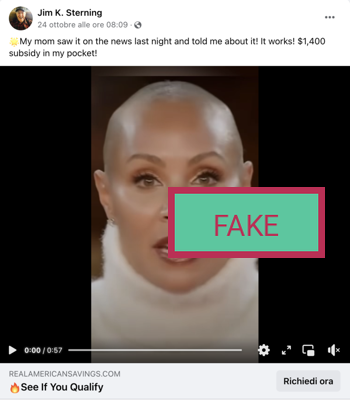 Jim K. Sterning
24 ottobre alle ore 08:09 ·
🌟My mom saw it on the news last night and told me about it! It works! $1,400
subsidy in my pocket!
FAKE
0:00 / 0:57
REALAMERICANSAVINGS.COM
🔥See If You Qualify
Richiedi ora